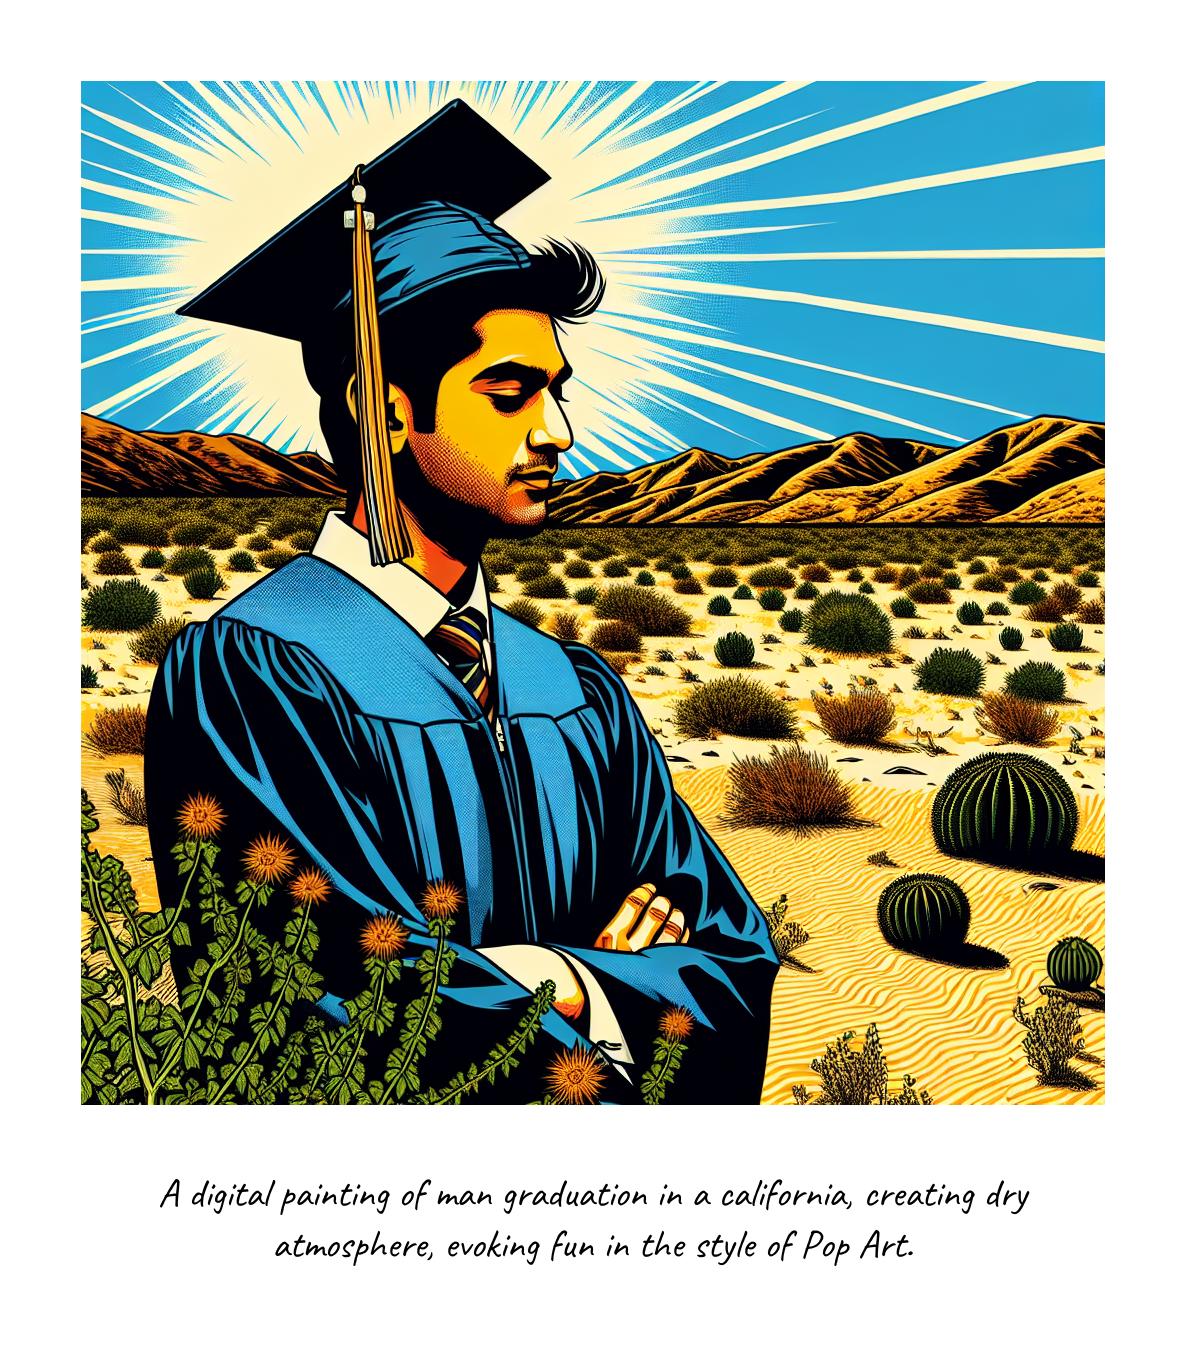 A digital painting of man graduation in a california, creating dry
atmosphere, evoking fun in the style of Pop Art.